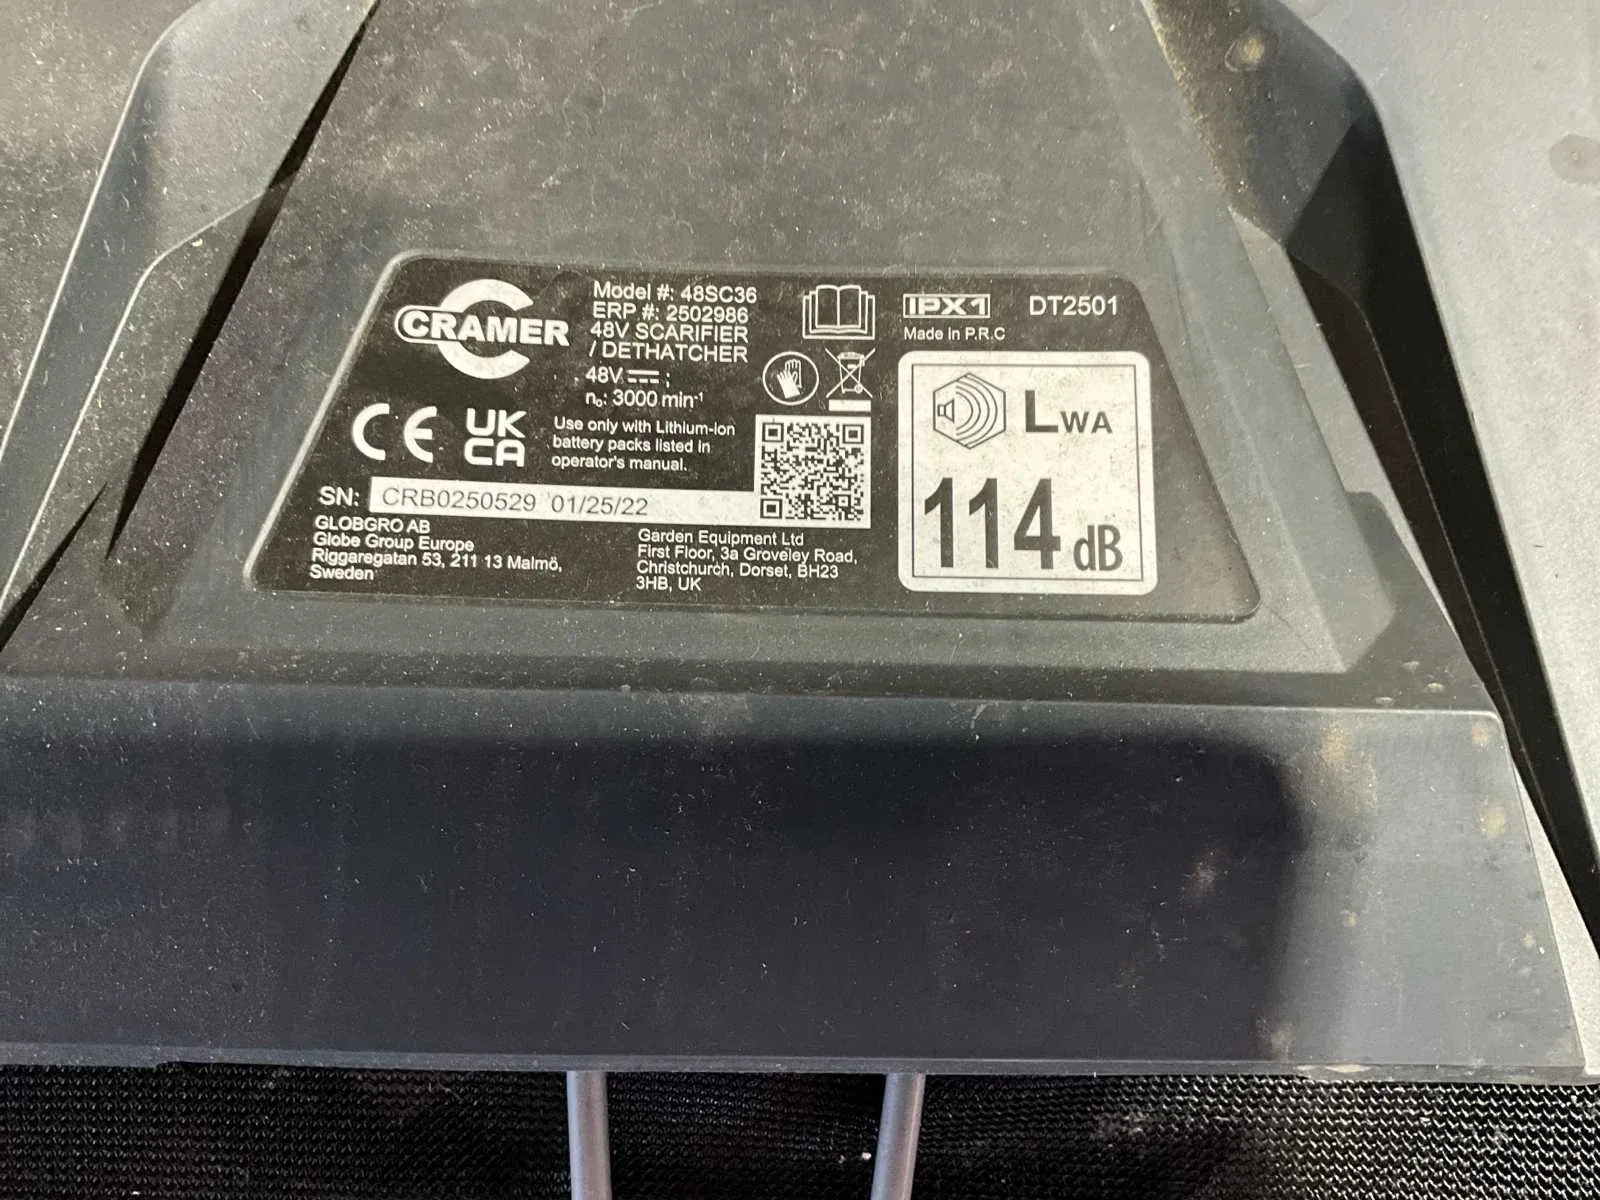 CRAMER
Model #: 48SC36
ERP #: 2502986
48V SCARIFIER
/ DETHATCHER
48V ;
n₀: 3000 min⁻¹
Use only with Lithium-ion
battery packs listed in
operator's manual.
CE
UK
CA
SN: CRB0250529 01/25/22
GLOBGRO AB
Globe Group Europe
Riggaregatan 53, 211 13 Malmö,
Sweden
Garden Equipment Ltd
First Floor, 3a Groveley Road,
Christchurch, Dorset, BH23
3HB, UK
IPX1
DT2501
Made in P.R.C
LWA
114 dB